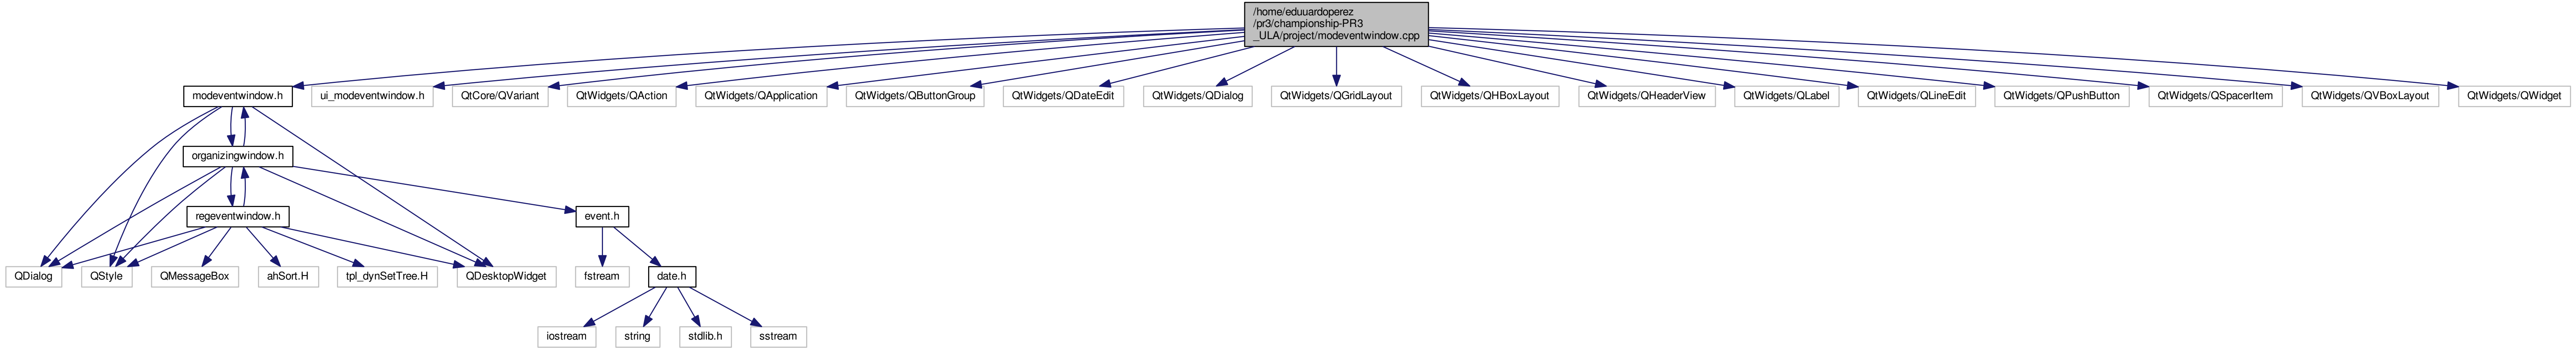 /home/eduuardoperez
/pr3/championship-PR3
_ULA/project/modeventwindow.cpp
modeventwindow.h
ui_modeventwindow.h
QtCore/QVariant
QtWidgets/QAction
QtWidgets/QApplication
QtWidgets/QButtonGroup
QtWidgets/QDateEdit
QtWidgets/QDialog
QtWidgets/QGridLayout
QtWidgets/QHBoxLayout
QtWidgets/QHeaderView
QtWidgets/QLabel
QtWidgets/QLineEdit
QtWidgets/QPushButton
QtWidgets/QSpacerItem
QtWidgets/QVBoxLayout
QtWidgets/QWidget
organizingwindow.h
regeventwindow.h
event.h
QDialog
QStyle
QMessageBox
ahSort.H
tpl_dynSetTree.H
QDesktopWidget
fstream
date.h
iostream
string
stdlib.h
sstream